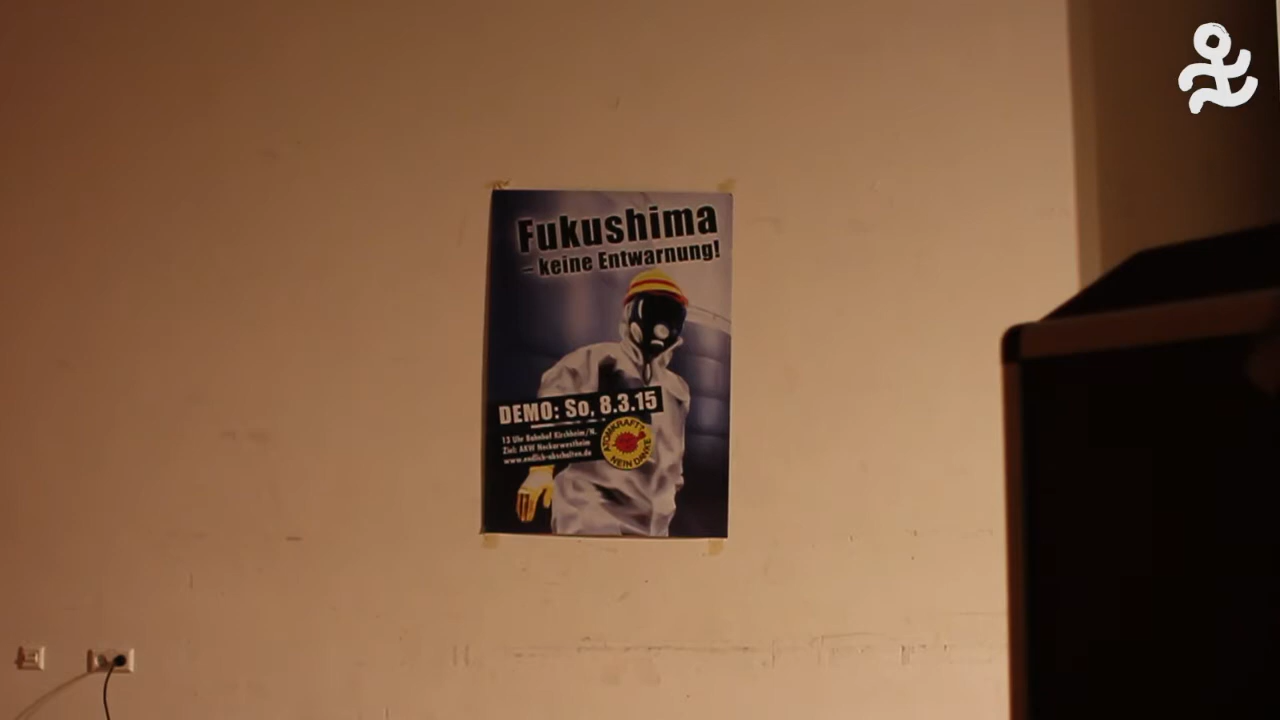 Fukushima
– keine Entwarnung!
DEMO: So, 8.3.15
13 Uhr Bahnhof Kirchheim/N.
Ziel: AKW Neckarwestheim
www.endlich-abschalten.de
ATOMKRAFT?
NEIN DANKE